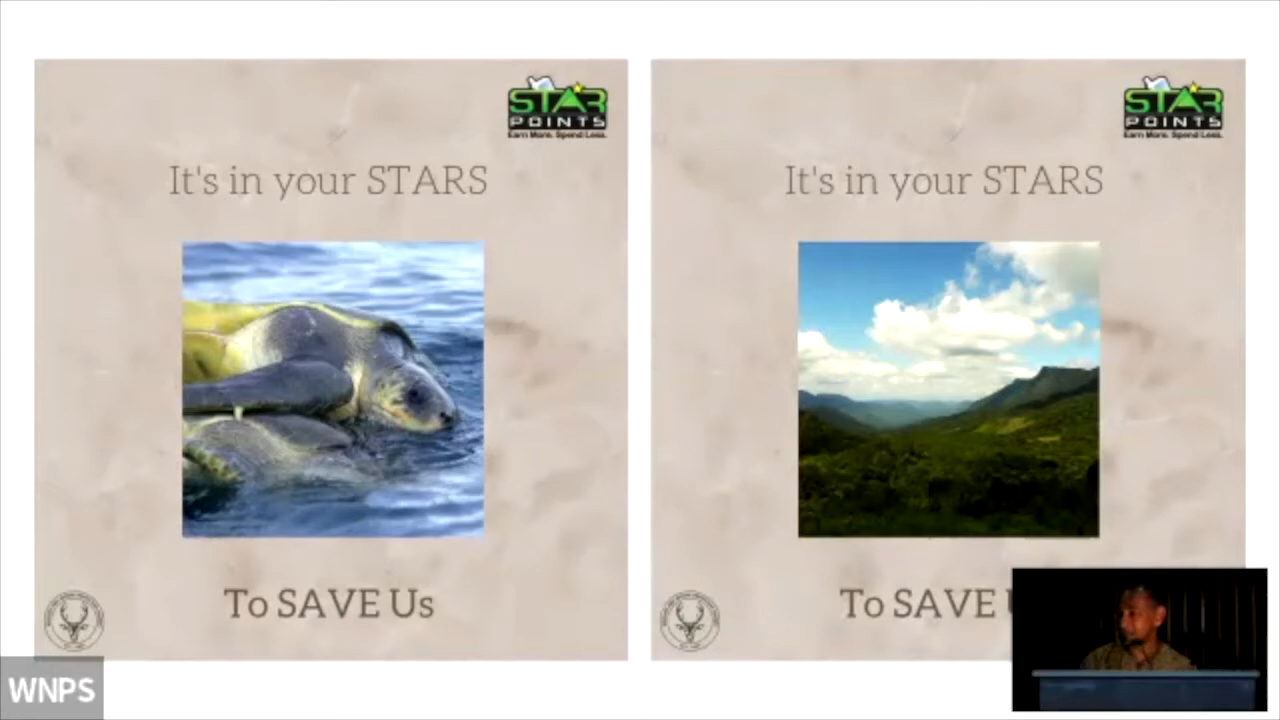 STAR
POINTS
Earn More. Spend Less.
It's in your STARS
To SAVE Us
STAR
POINTS
Earn More. Spend Less.
It's in your STARS
To SAVE U
WNPS